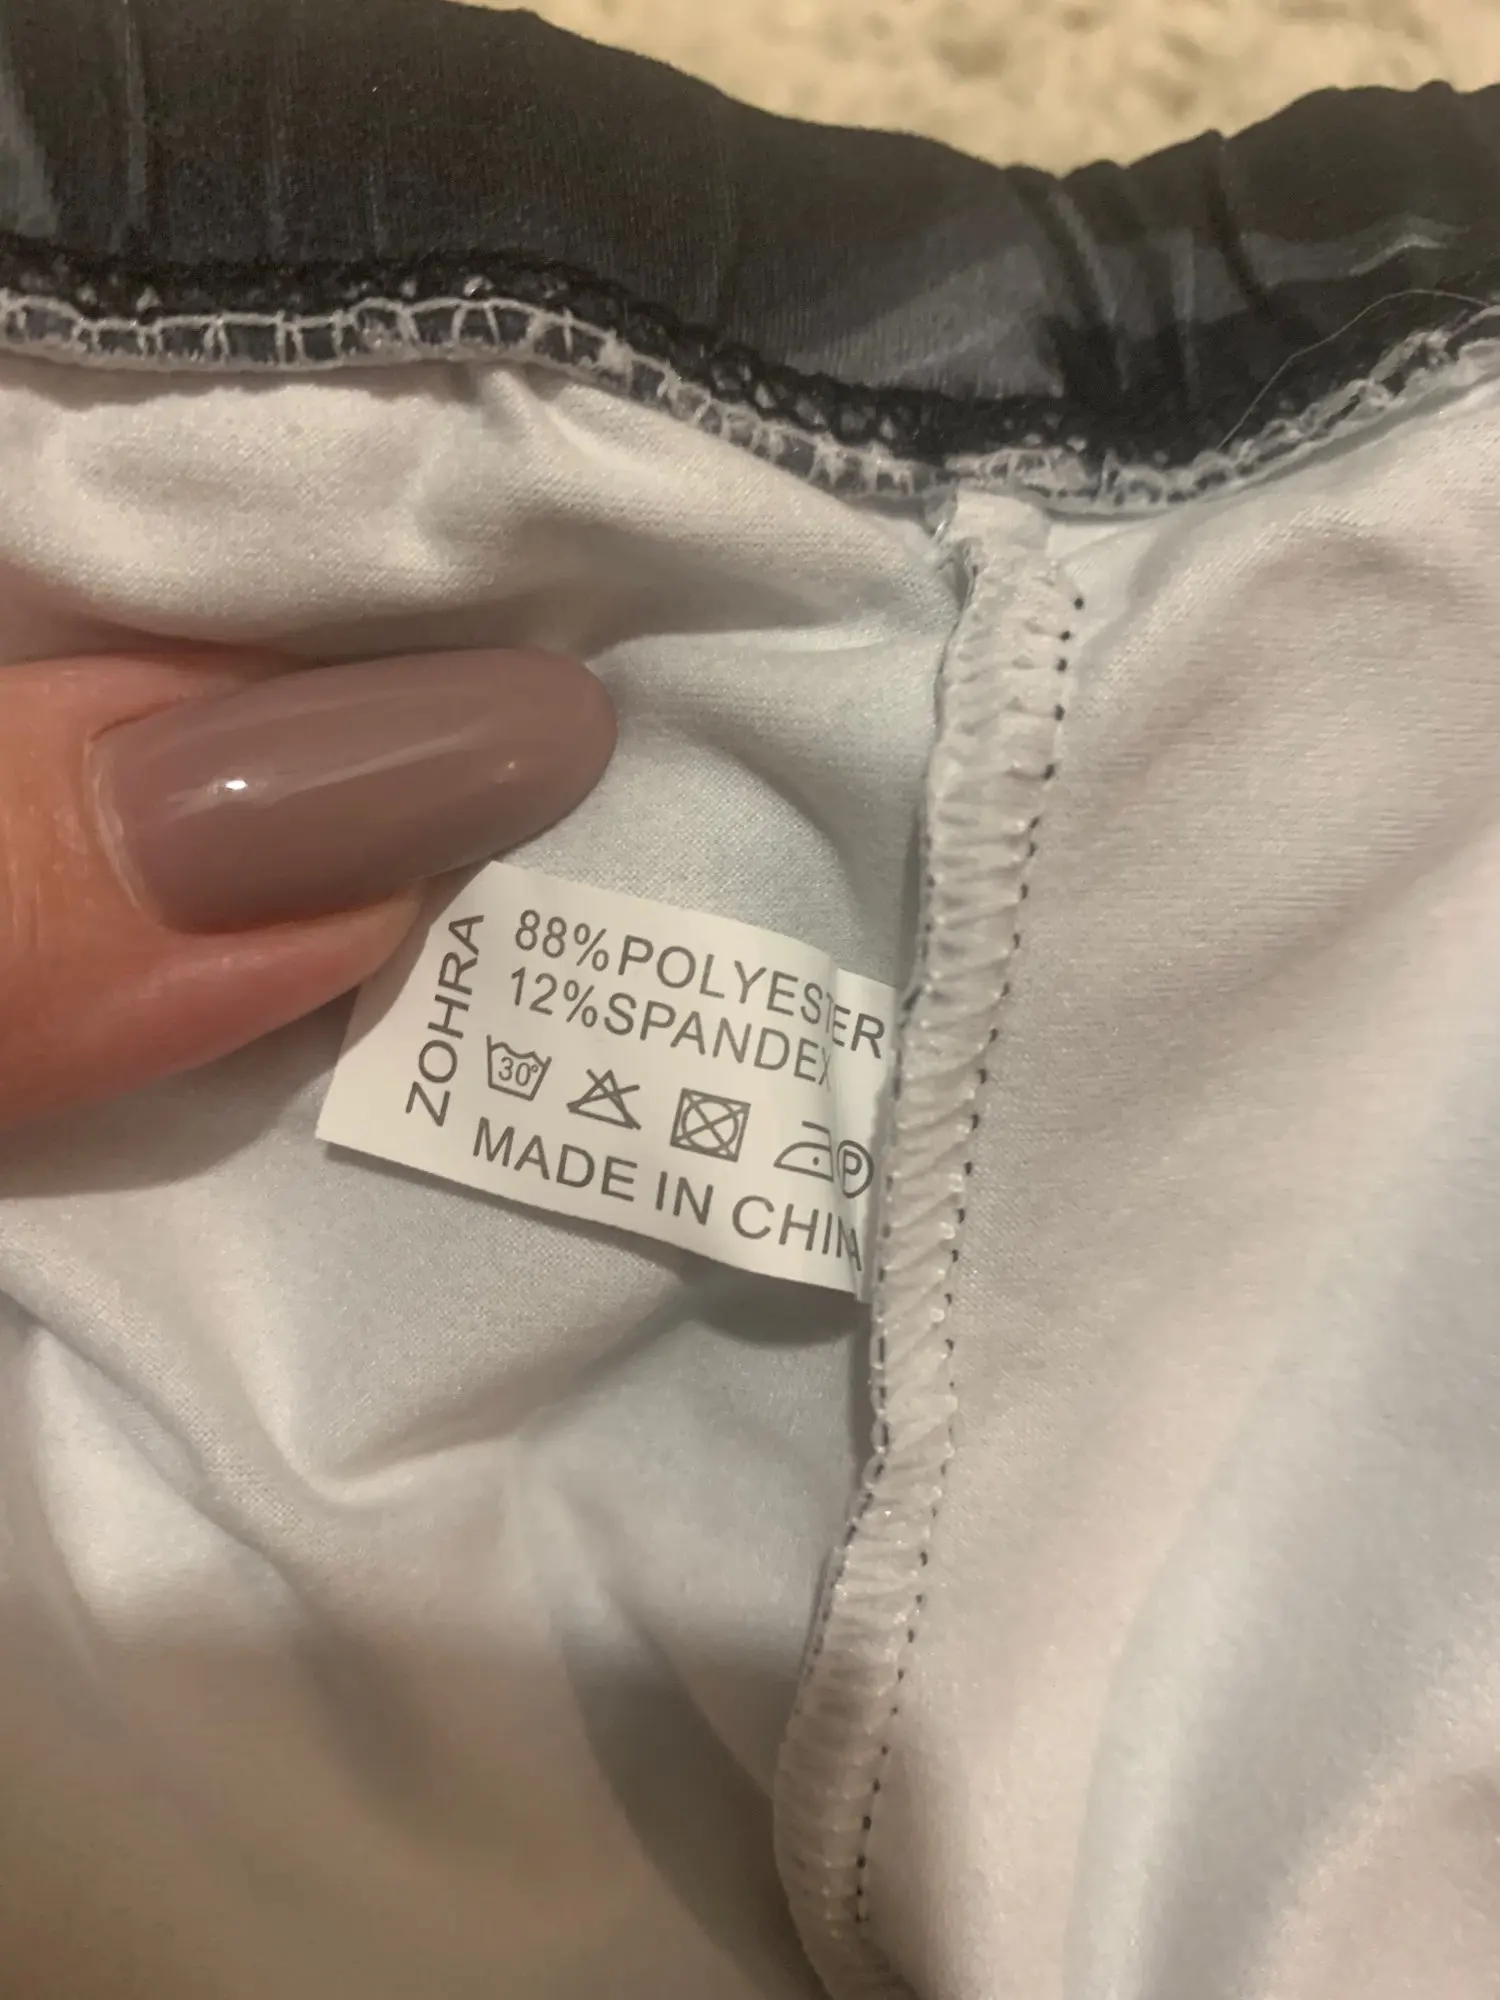 ZOHRA
88%POLYESTER
12%SPANDEX
30° P
MADE IN CHINA